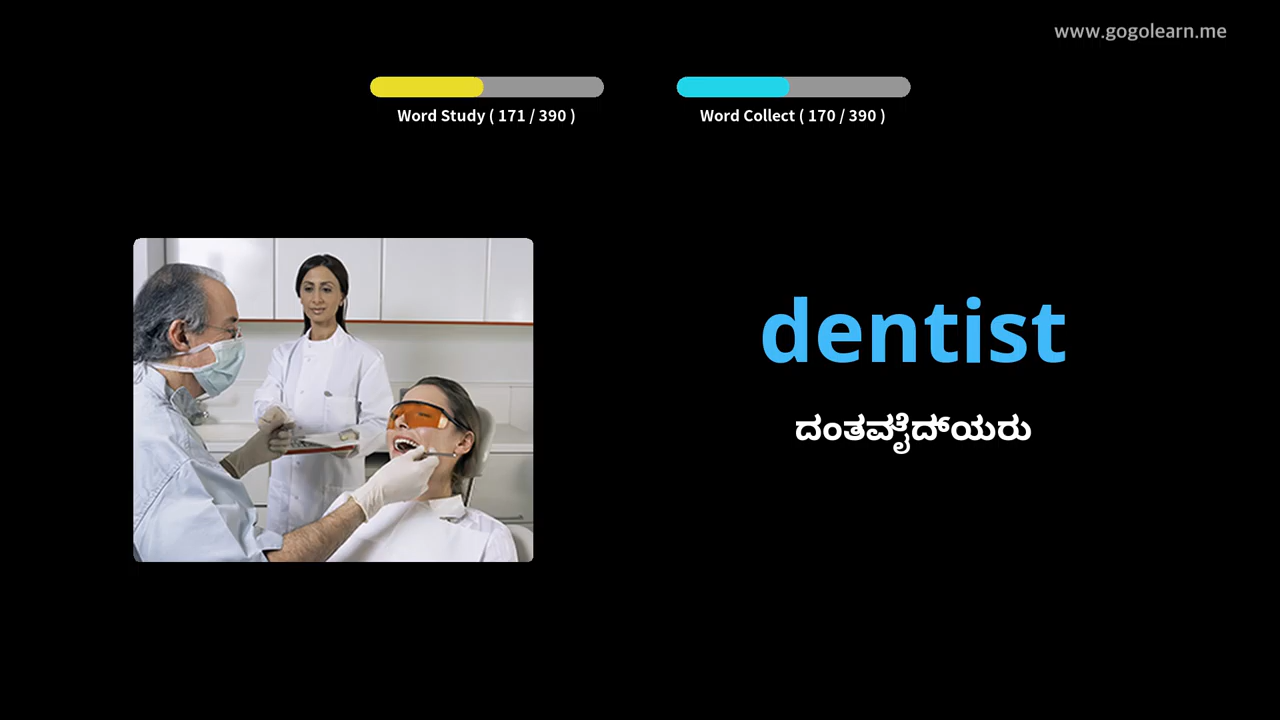 www.gogolearn.me
Word Study ( 171 / 390 )
Word Collect ( 170 / 390 )
dentist
ದಂತವೈದ್ಯರು